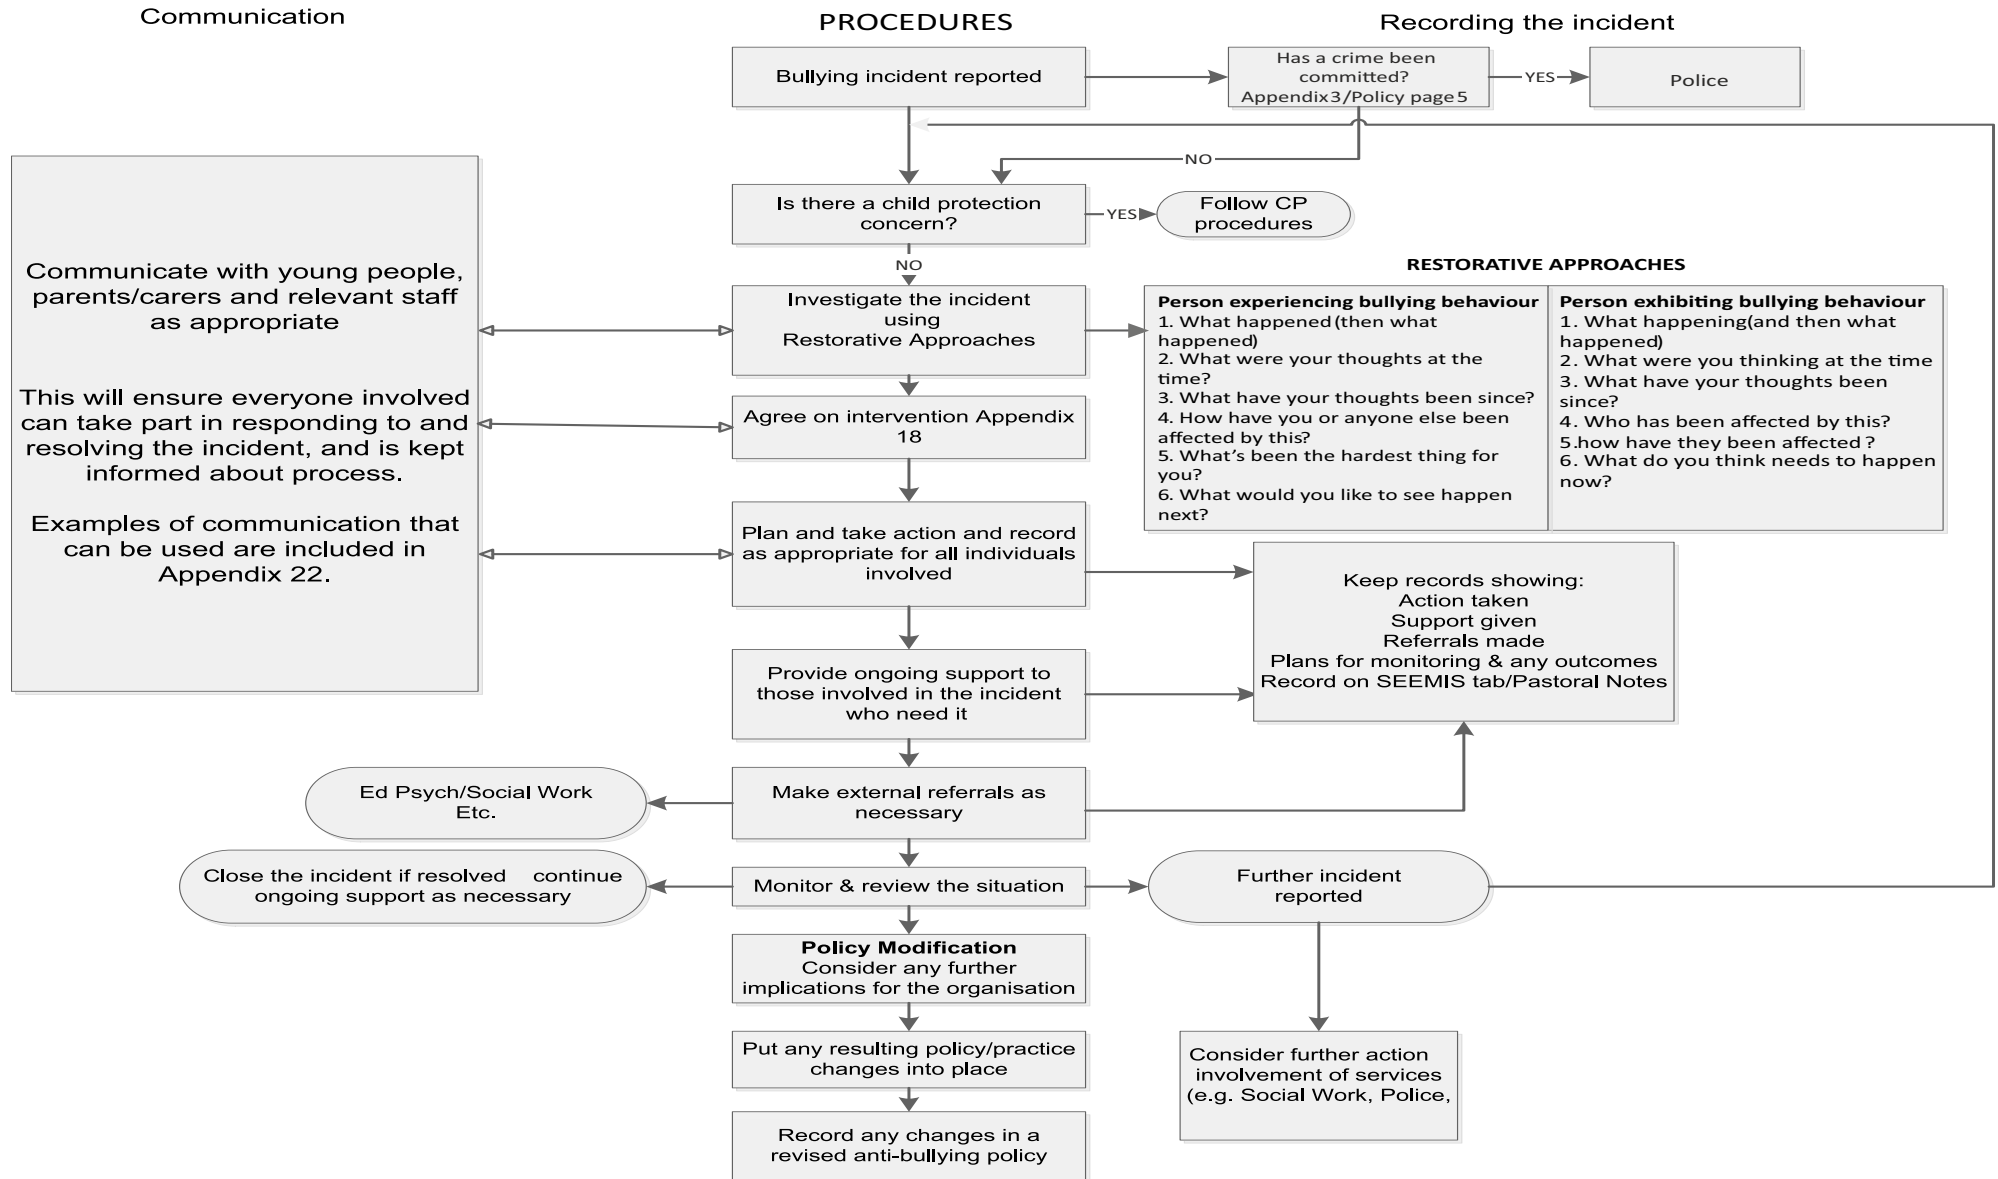 Communication
PROCEDURES
Recording the incident
Bullying incident reported
Has a crime been
committed?
Appendix3/Policy page5
YES
Police
NO
Is there a child protection
concern?
YES
Follow CP
procedures
NO
Communicate with young people,
parents/carers and relevant staff
as appropriate
This will ensure everyone involved
can take part in responding to and
resolving the incident, and is kept
informed about process.
Examples of communication that
can be used are included in
Appendix 22.
Investigate the incident
using
Restorative Approaches
RESTORATIVE APPROACHES
Person experiencing bullying behaviour
1. What happened(then what
happened)
2. What were your thoughts at the
time?
3. What have your thoughts been since?
4. How have you or anyone else been
affected by this?
5. What's been the hardest thing for
you?
6. What would you like to see happen
next?
Person exhibiting bullying behaviour
1. What happening(and then what
happened)
2. What were you thinking at the time
3. What have your thoughts been
since?
4. Who has been affected by this?
5.how have they been affected ?
6. What do you think needs to happen
now?
Agree on intervention Appendix
18
Plan and take action and record
as appropriate for all individuals
involved
Keep records showing:
Action taken
Support given
Referrals made
Plans for monitoring & any outcomes
Record on SEEMIS tab/Pastoral Notes
Provide ongoing support to
those involved in the incident
who need it
Make external referrals as
necessary
Ed Psych/Social Work
Etc.
Monitor & review the situation
Close the incident if resolved continue
ongoing support as necessary
Further incident
reported
Policy Modification
Consider any further
implications for the organisation
Put any resulting policy/practice
changes into place
Consider further action
involvement of services
(e.g. Social Work, Police,
Record any changes in a
revised anti-bullying policy